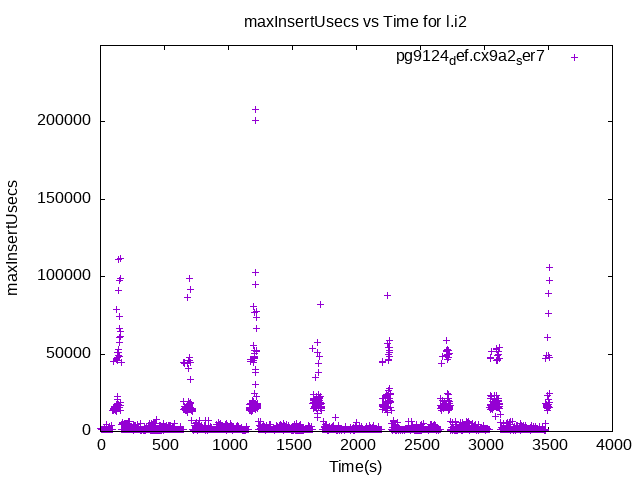 maxInsertUsecs vs Time for l.i2
pg9124def.cx9a2ser7
maxInsertUsecs
200000
150000
100000
50000
0
0 500 1000 1500 2000 2500 3000 3500 4000
Time(s)